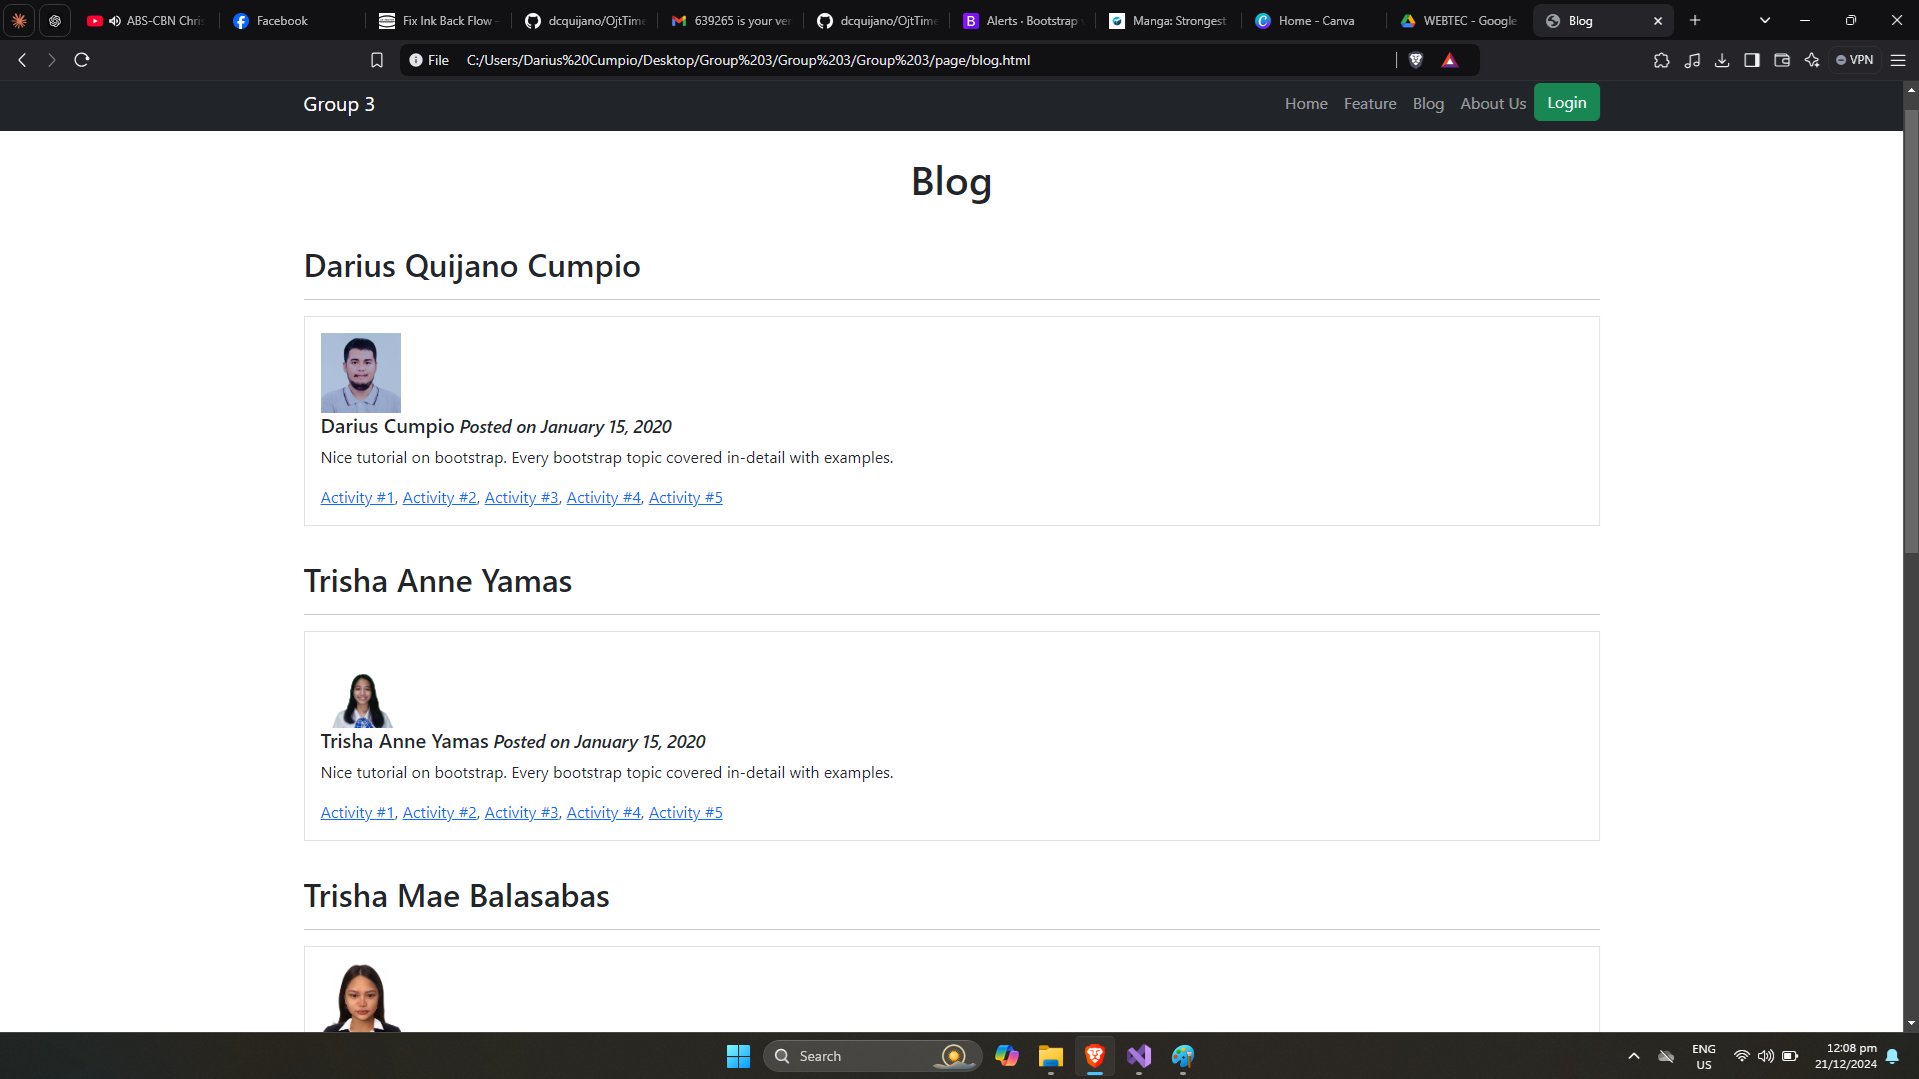 ABS-CBN Chris
Facebook
Fix Ink Back Flow -
dcquijano/OjtTime
639265 is your ver
dcquijano/OjtTime
Alerts · Bootstrap v
Manga: Strongest
Home - Canva
WEBTEC - Google
Blog
File C:/Users/Darius%20Cumpio/Desktop/Group%203/Group%203/Group%203/page/blog.html
VPN
Group 3
Home Feature Blog About Us Login
Blog
Darius Quijano Cumpio
Darius Cumpio Posted on January 15, 2020
Nice tutorial on bootstrap. Every bootstrap topic covered in-detail with examples.
Activity #1, Activity #2, Activity #3, Activity #4, Activity #5
Trisha Anne Yamas
Trisha Anne Yamas Posted on January 15, 2020
Nice tutorial on bootstrap. Every bootstrap topic covered in-detail with examples.
Activity #1, Activity #2, Activity #3, Activity #4, Activity #5
Trisha Mae Balasabas
Search
ENG
US
12:08 pm
21/12/2024